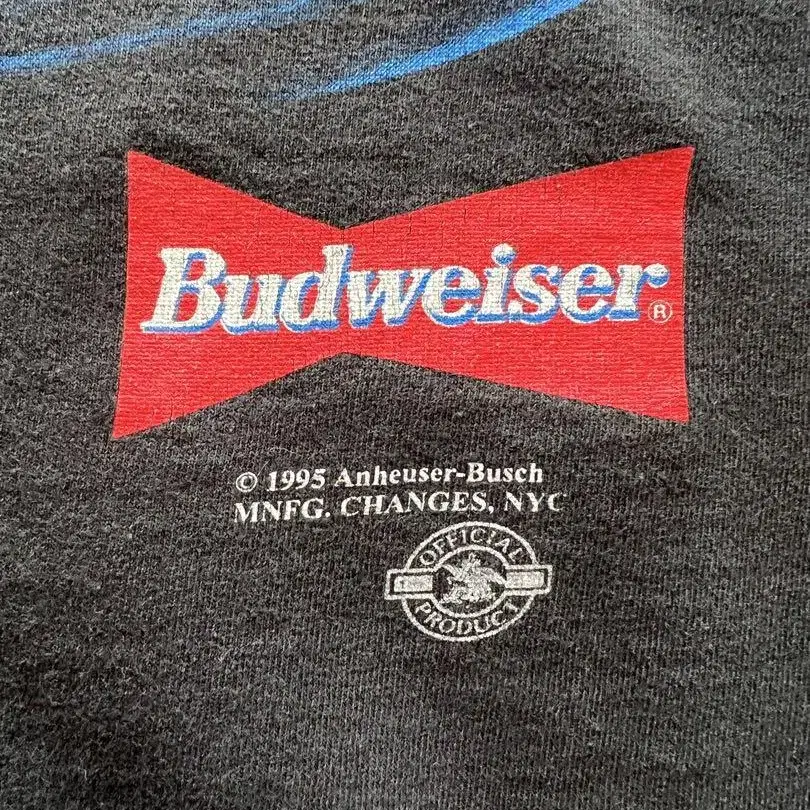 Budweiser®
© 1995 Anheuser-Busch
MNFG. CHANGES, NYC
OFFICIAL
PRODUCT